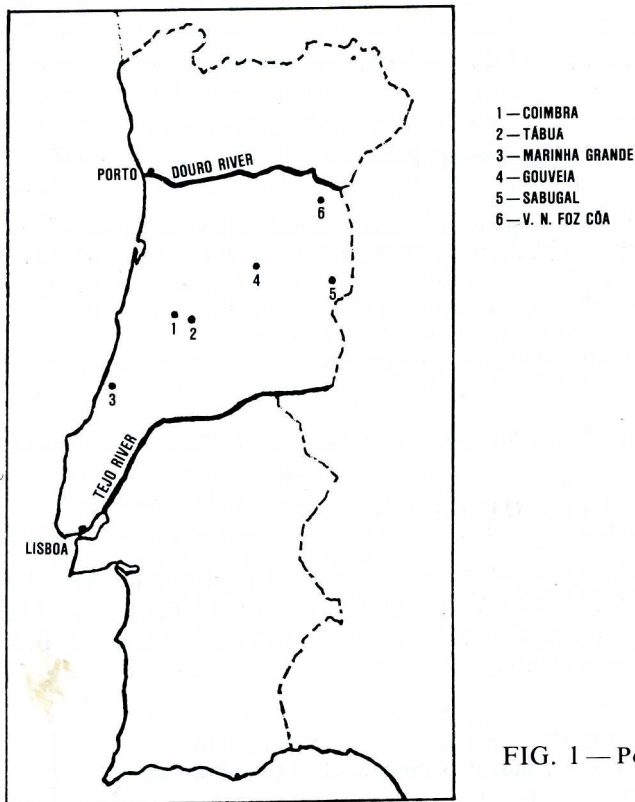 1 — COIMBRA
2 — TÁBUA
3 — MARINHA GRANDE
4 — GOUVEIA
5 — SABUGAL
6 — V. N. FOZ CÔA
PORTO
DOURO RIVER
6
4
5
1
2
3
TEJO RIVER
LISBOA
FIG. 1 —